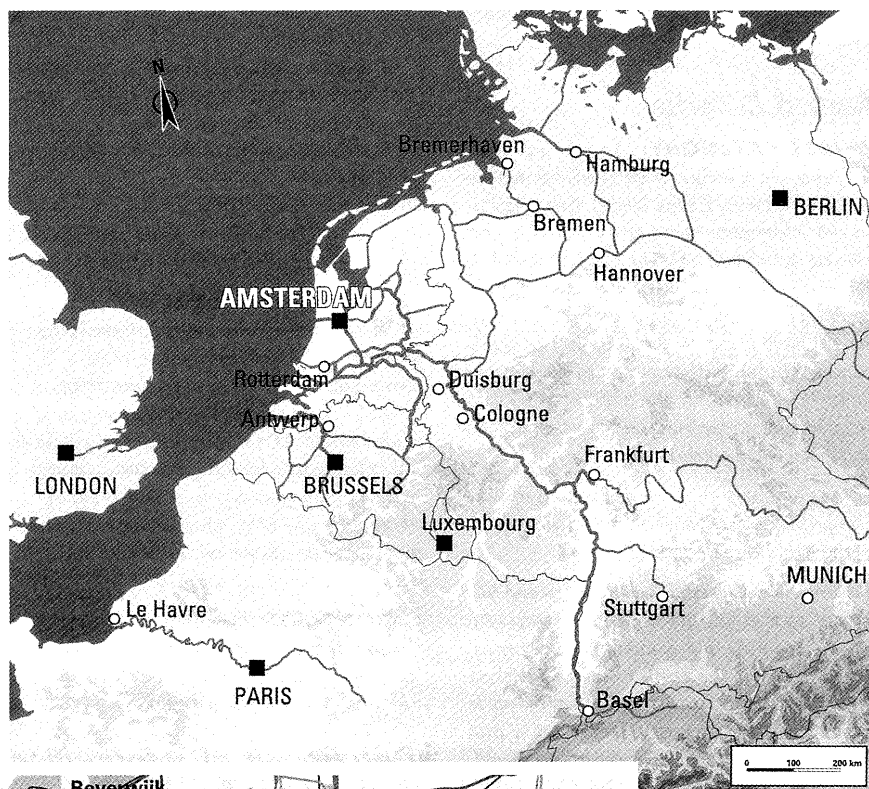 N
Bremerhaven
Hamburg
BERLIN
Bremen
Hannover
AMSTERDAM
Rotterdam
Duisburg
Antwerp
Cologne
LONDON
BRUSSELS
Frankfurt
Luxembourg
Le Havre
Stuttgart
MUNICH
PARIS
Basel
0 100 200 km
Beverwijk